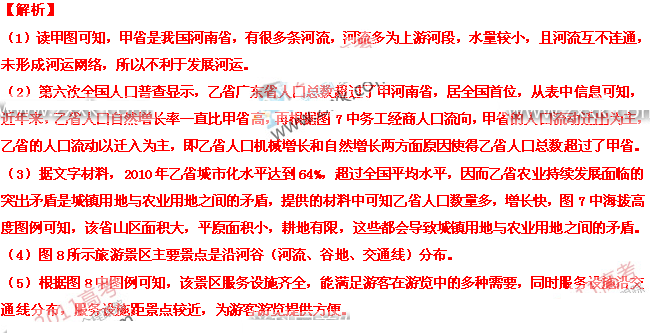 【解析】
（1）读甲图可知，甲省是我国河南省，有很多条河流，河流多为上游河段，水量较小，且河流互不连通，
未形成河运网络，所以不利于发展河运。
（2）第六次全国人口普查显示，乙省广东省人口总数超过了甲河南省，居全国首位，从表中信息可知，
近年来，乙省人口自然增长率一直比甲省高，再根据图7中务工经商人口流向，甲省的人口流动以迁出为主，
乙省的人口流动以迁入为主，即乙省人口机械增长和自然增长两方面原因使得乙省人口总数超过了甲省。
（3）据文字材料，2010年乙省城市化水平达到64%，超过全国平均水平，因而乙省农业持续发展面临的
突出矛盾是城镇用地与农业用地之间的矛盾，提供的材料中可知乙省人口数量多，增长快，图7中海拔高
度图例可知，该省山区面积大，平原面积小，耕地有限，这些都会导致城镇用地与农业用地之间的矛盾。
（4）图8所示旅游景区主要景点是沿河谷（河流、谷地、交通线）分布。
（5）根据图8中图例可知，该景区服务设施齐全，能满足游客在游览中的多种需要，同时服务设施沿交
通线分布，服务设施距景点较近，为游客游览提供方便。
2011高考